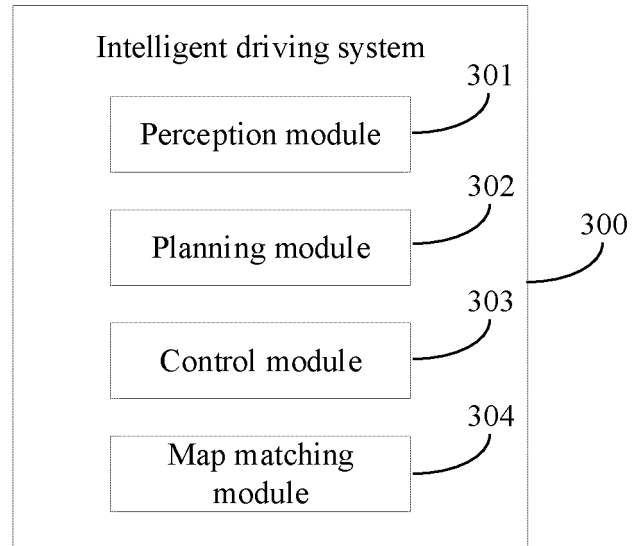 Intelligent driving system
301
Perception module
302
Planning module
300
303
Control module
304
Map matching
module